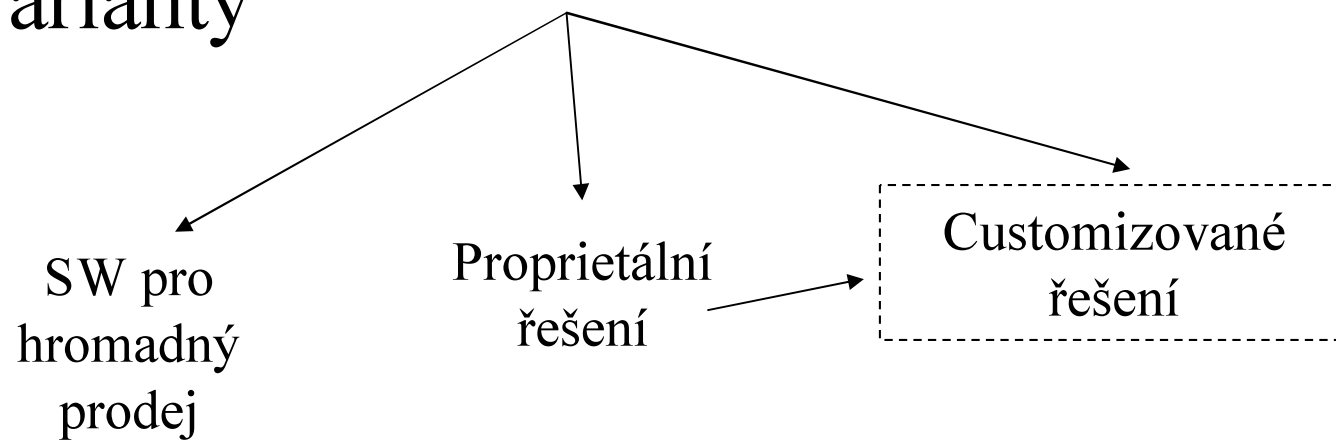 arianty
SW pro
hromadný
prodej
Proprietální
řešení
Customizované
řešení